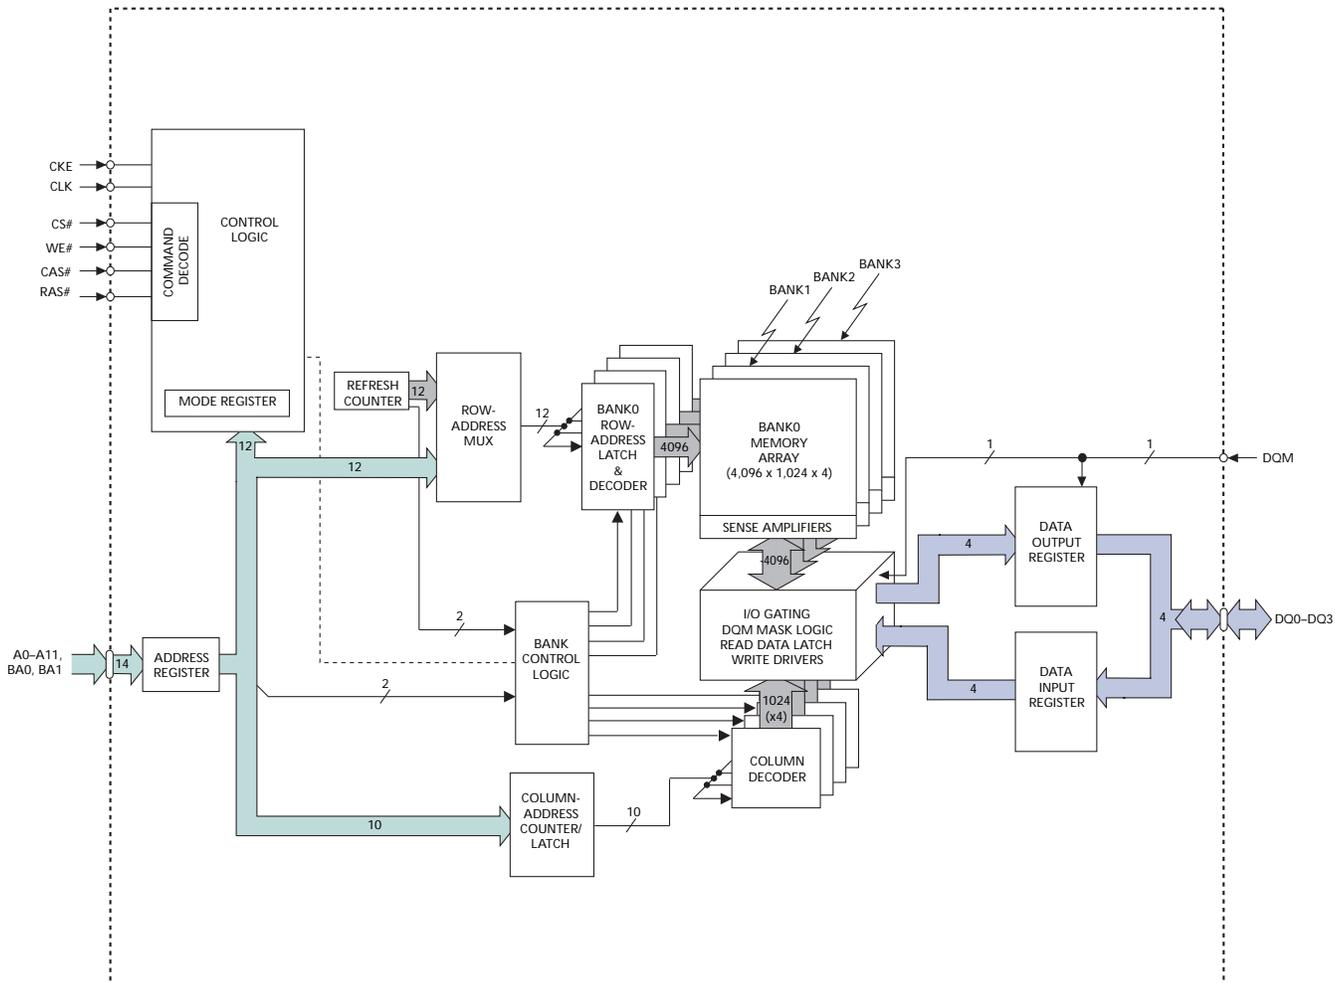 CKE
CLK
CS#
WE#
CAS#
RAS#
COMMAND
DECODE
CONTROL
LOGIC
MODE REGISTER
12
BANK1
BANK2
BANK3
REFRESH
COUNTER
12
12
ROW-
ADDRESS
MUX
12
BANK0
ROW-
ADDRESS
LATCH
&
DECODER
4096
BANK0
MEMORY
ARRAY
(4,096 x 1,024 x 4)
SENSE AMPLIFIERS
4096
I/O GATING
DQM MASK LOGIC
READ DATA LATCH
WRITE DRIVERS
1
1
DQM
4
DATA
OUTPUT
REGISTER
4
DQ0–DQ3
4
DATA
INPUT
REGISTER
A0–A11,
BA0, BA1
14
ADDRESS
REGISTER
2
2
BANK
CONTROL
LOGIC
1024
(x4)
COLUMN
DECODER
10
COLUMN-
ADDRESS
COUNTER/
LATCH
10